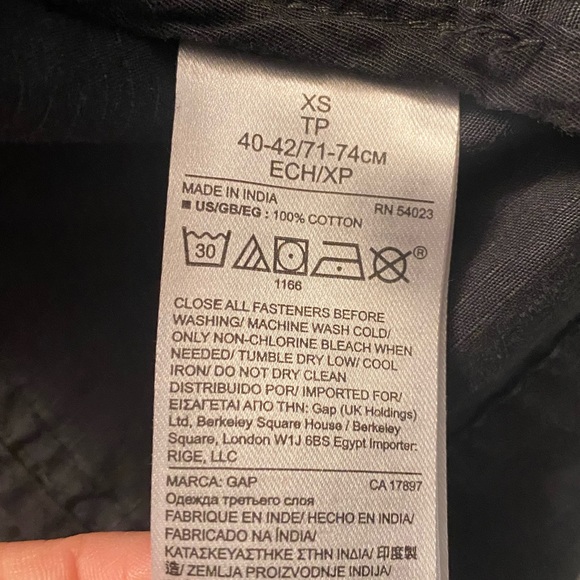 XS
TP
40-42/71-74CM
ECH/XP
MADE IN INDIA RN 54023
■ US/GB/EG : 100% COTTON
30 ®
1166
CLOSE ALL FASTENERS BEFORE
WASHING/ MACHINE WASH COLD/
ONLY NON-CHLORINE BLEACH WHEN
NEEDED/ TUMBLE DRY LOW/ COOL
IRON/ DO NOT DRY CLEAN
DISTRIBUIDO POR/ IMPORTED FOR/
ΕΙΣΑΓΕΤΑΙ ΑΠΟ ΤΗΝ: Gap (UK Holdings)
Ltd, Berkeley Square House / Berkeley
Square, London W1J 6BS Egypt Importer:
RIGE, LLC
MARCA: GAP CA 17897
Одежда третьего слоя
FABRIQUE EN INDE/ HECHO EN INDIA/
FABRICADO NA ÍNDIA/
ΚΑΤΑΣΚΕΥΑΣΤΗΚΕ ΣΤΗΝ ΙΝΔΙΑ/ 印度製
造/ ZEMLJA PROIZVODNJE INDIJA/